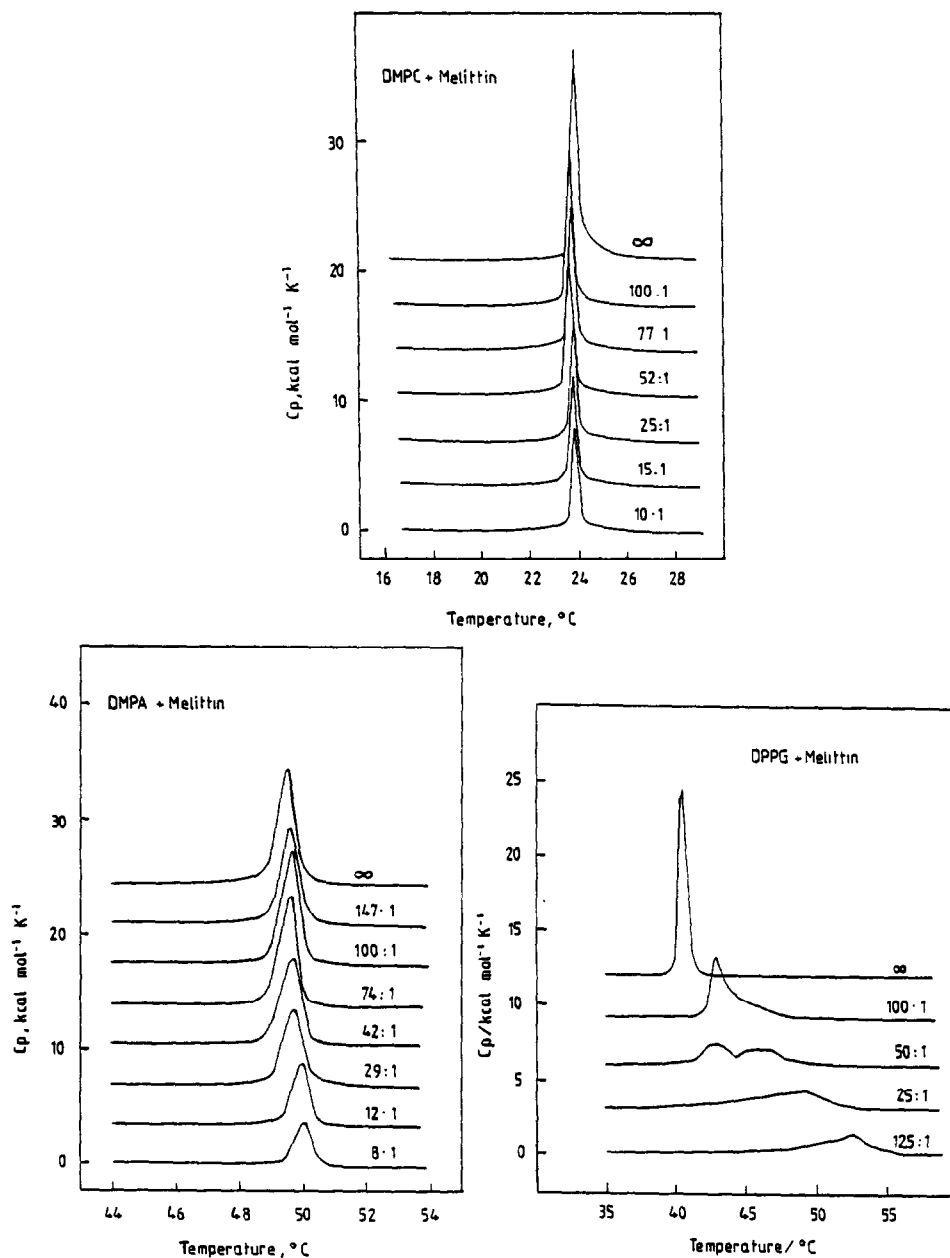 DMPC + Melittin
30
20
10
0
Cp, kcal mol⁻¹ K⁻¹
∞
100.1
77 1
52:1
25:1
15.1
10·1
16 18 20 22 24 26 28
Temperature, °C
DMPA + Melittin
40
30
20
10
0
Cp, kcal mol⁻¹ K⁻¹
∞
147·1
100:1
74:1
42:1
29:1
12·1
8·1
44 46 48 50 52 54
Temperature, °C
DPPG + Melittin
25
20
15
10
5
0
Cp/kcal mol⁻¹ K⁻¹
∞
100·1
50:1
25:1
125:1
35 40 45 50 55
Temperature/°C